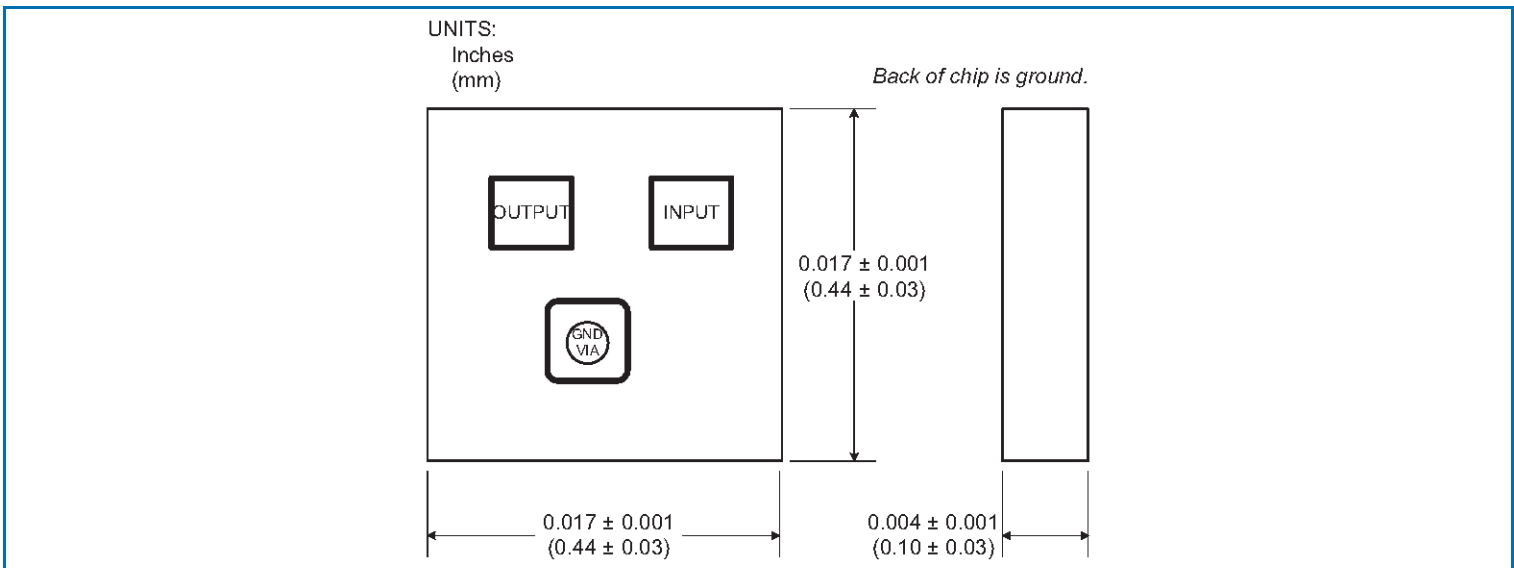 UNITS:
Inches
(mm)
Back of chip is ground.
OUTPUT
INPUT
GND
VIA
0.017 ± 0.001
(0.44 ± 0.03)
0.017 ± 0.001
(0.44 ± 0.03)
0.004 ± 0.001
(0.10 ± 0.03)